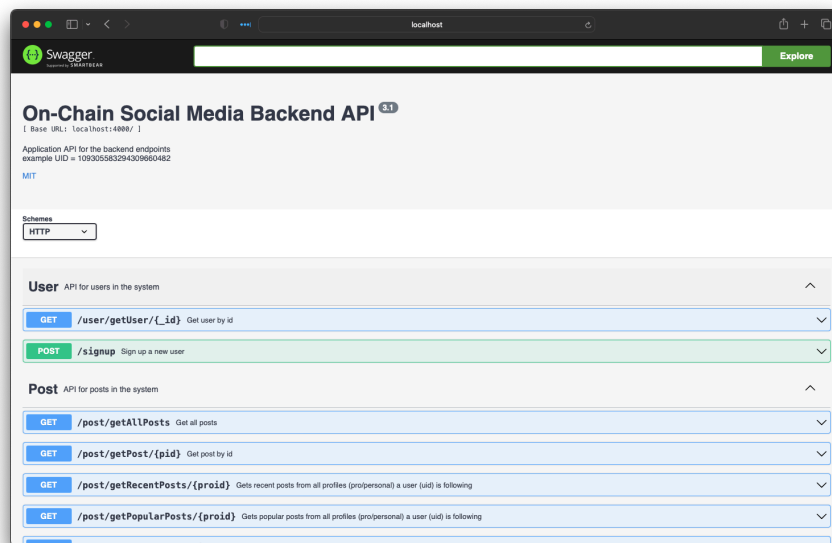 localhost
Swagger.
Supported by SMARTBEAR
Explore
On-Chain Social Media Backend API 3.1
[ Base URL: localhost:4000/ ]
Application API for the backend endpoints
example UID = 109305583294309660482
MIT
Schemes
HTTP
User API for users in the system
GET /user/getUser/{_id} Get user by id
POST /signup Sign up a new user
Post API for posts in the system
GET /post/getAllPosts Get all posts
GET /post/getPost/{pid} Get post by id
GET /post/getRecentPosts/{proid} Gets recent posts from all profiles (pro/personal) a user (uid) is following
GET /post/getPopularPosts/{proid} Gets popular posts from all profiles (pro/personal) a user (uid) is following